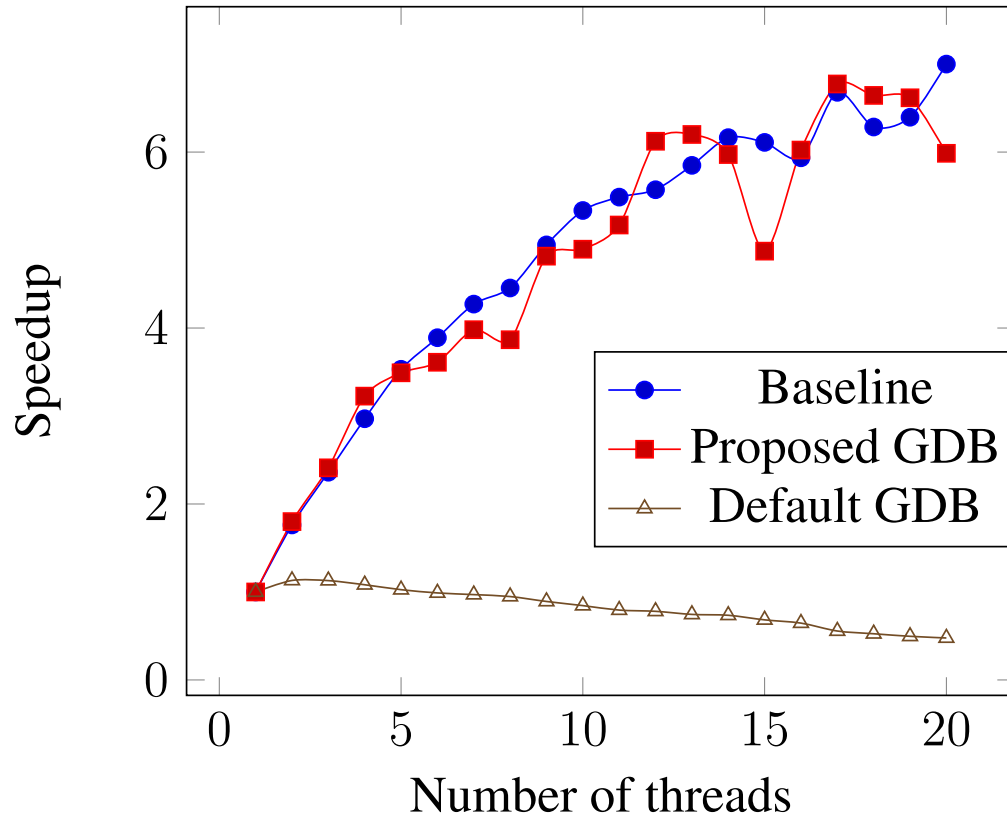 6
4
2
0
Speedup
Baseline
Proposed GDB
Default GDB
0 5 10 15 20
Number of threads